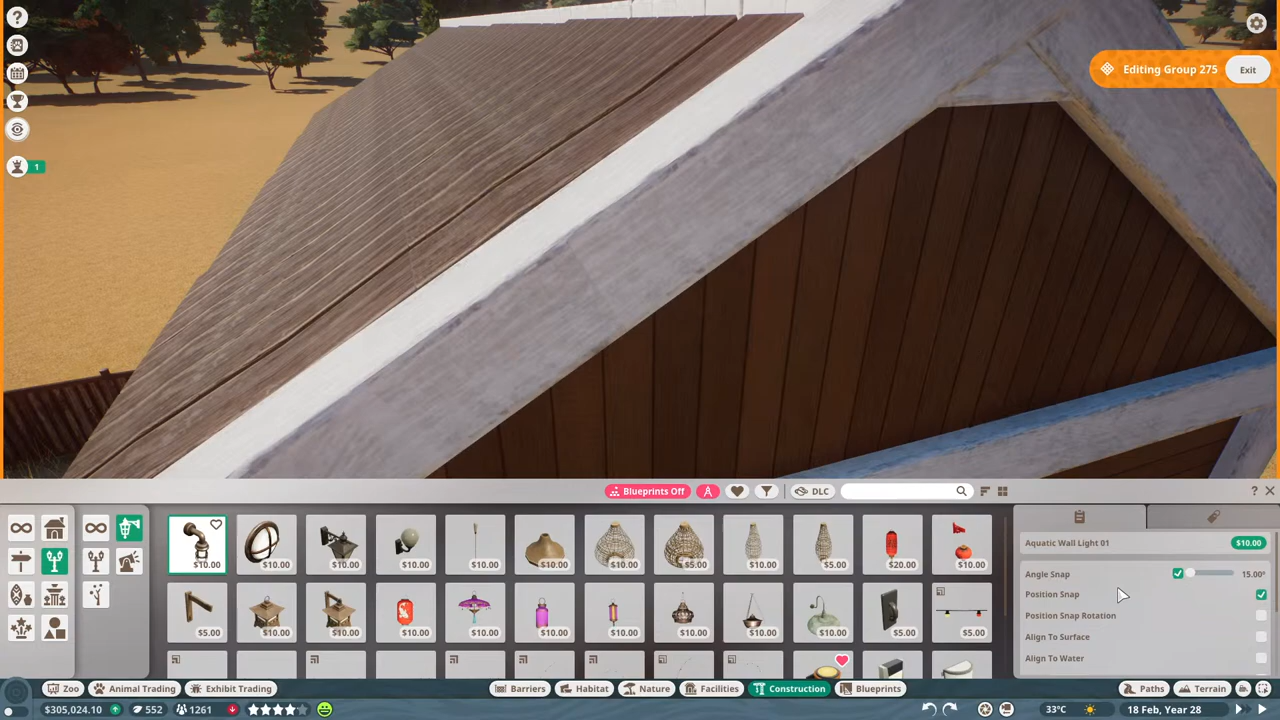 ?
Editing Group 275 Exit
1
Blueprints Off DLC ?
$10.00 $10.00 $10.00 $10.00 $10.00 $10.00 $10.00 $5.00 $10.00 $5.00 $20.00 $10.00
Aquatic Wall Light 01 $10.00
Angle Snap 15.00°
Position Snap
Position Snap Rotation
Align To Surface
Align To Water
$5.00 $10.00 $10.00 $10.00 $10.00 $10.00 $10.00 $10.00 $10.00 $10.00 $5.00 $5.00
Zoo Animal Trading Exhibit Trading Barriers Habitat Nature Facilities Construction Blueprints Paths Terrain
$305,024.10 552 1261 33°C 18 Feb, Year 28